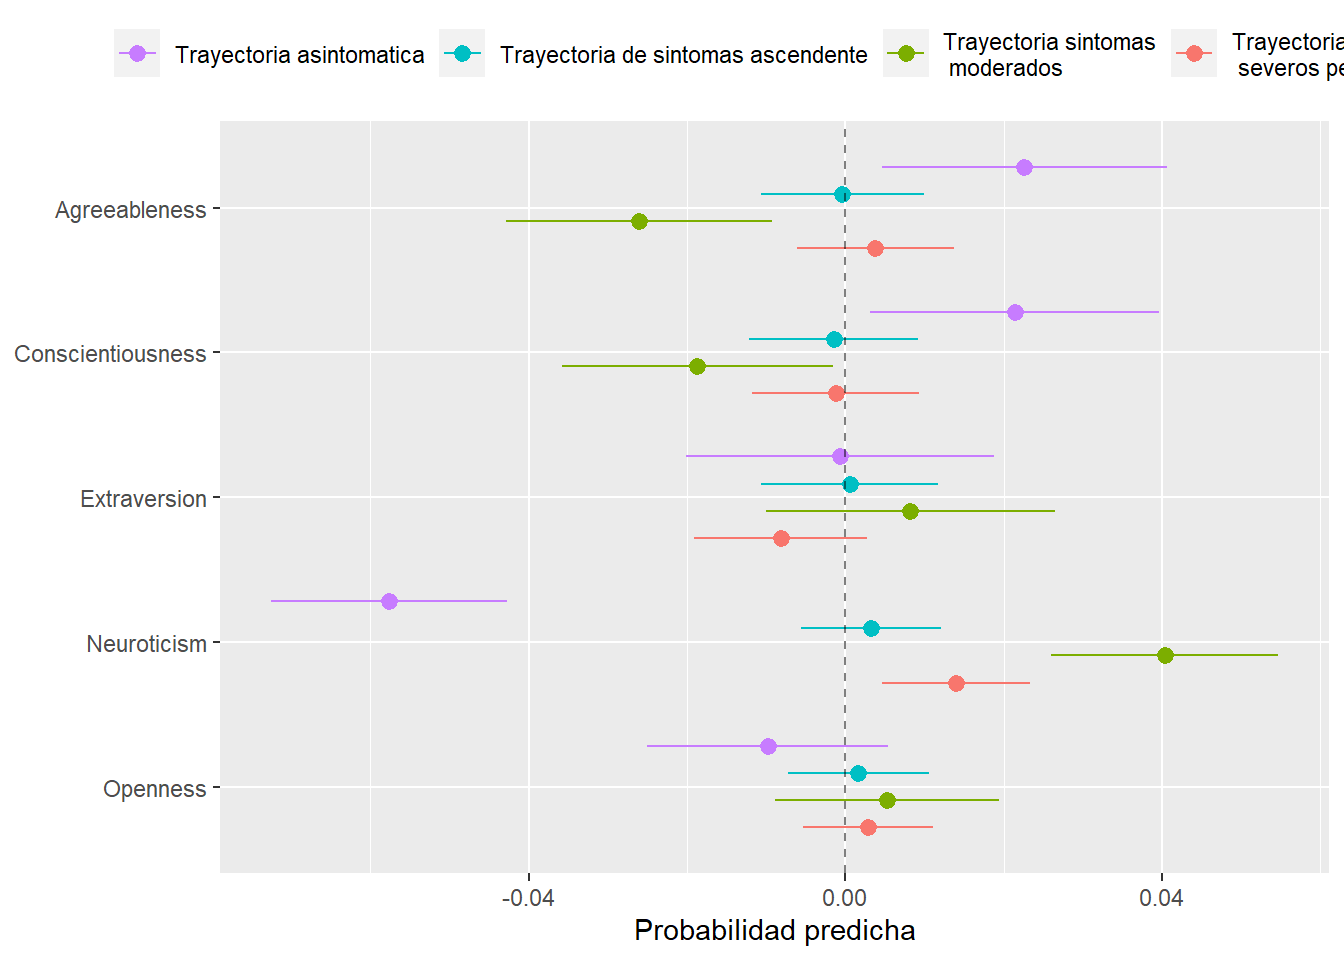 Trayectoria asintomatica
Trayectoria de sintomas ascendente
Trayectoria sintomas
moderados
Trayectoria
severos
Agreeableness
Conscientiousness
Extraversion
Neuroticism
Openness
-0.04 0.00 0.04
Probabilidad predicha